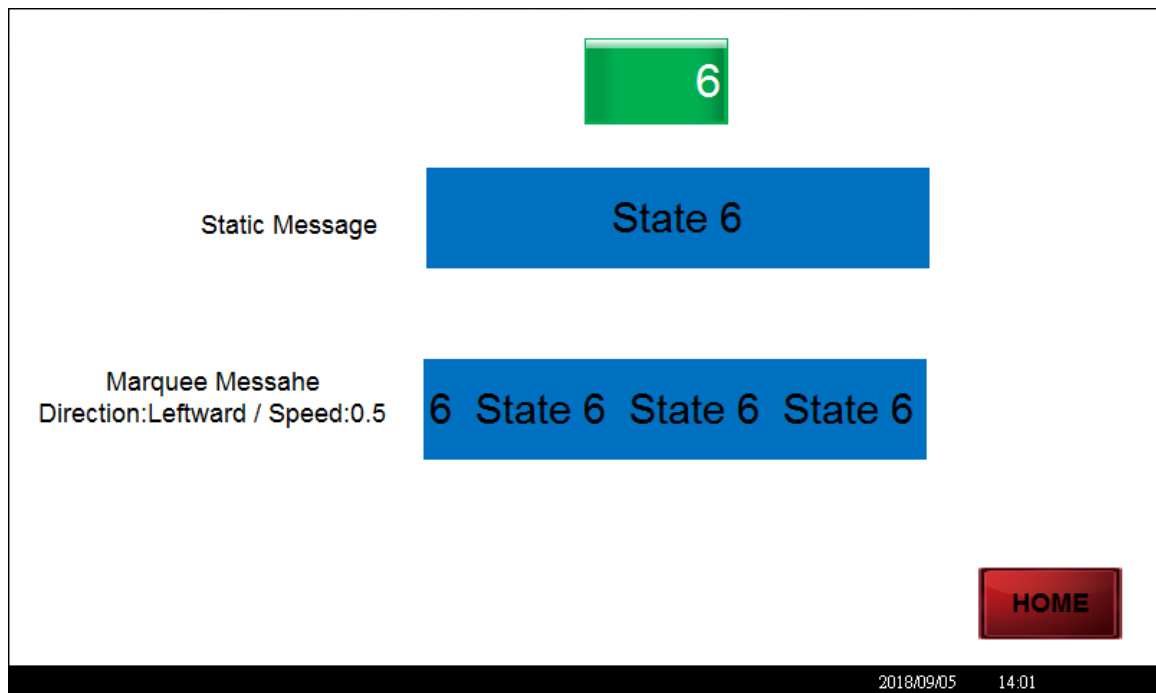 6
Static Message
State 6
Marquee Messahe
Direction:Leftward / Speed:0.5
6 State 6 State 6 State 6
HOME
2018/09/05 14:01